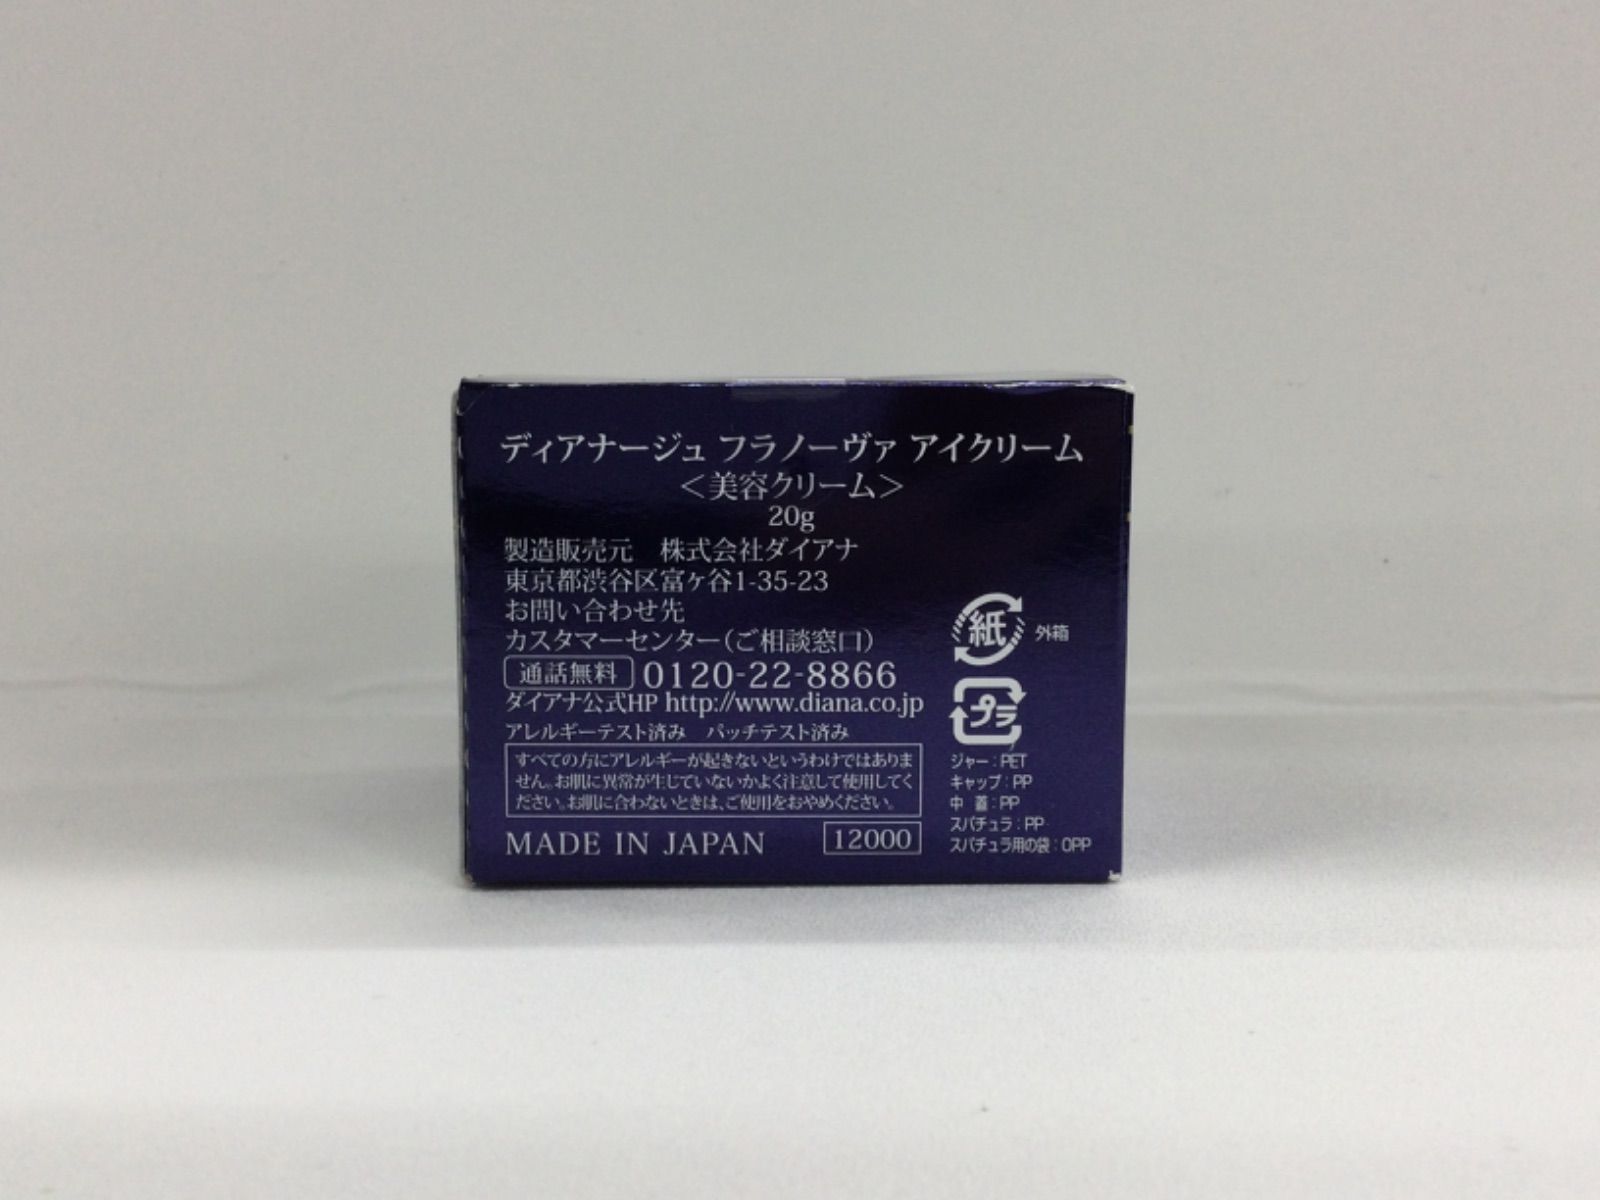 ディアナージュ フラノーヴァ アイクリーム
＜美容クリーム＞
20g
製造販売元　株式会社ダイアナ
東京都渋谷区富ヶ谷1-35-23
お問い合わせ先
カスタマーセンター（ご相談窓口）
通話無料 0120-22-8866
ダイアナ公式HP http://www.diana.co.jp
アレルギーテスト済み　パッチテスト済み
すべての方にアレルギーが起きないというわけではありま
せん。お肌に異常が生じていないかよく注意して使用してく
ださい。お肌に合わないときは、ご使用をおやめください。
MADE IN JAPAN
12000
紙 外箱
プラ
ジャー：PET
キャップ：PP
中 蓋：PP
スパチュラ：PP
スパチュラ用の袋：OPP